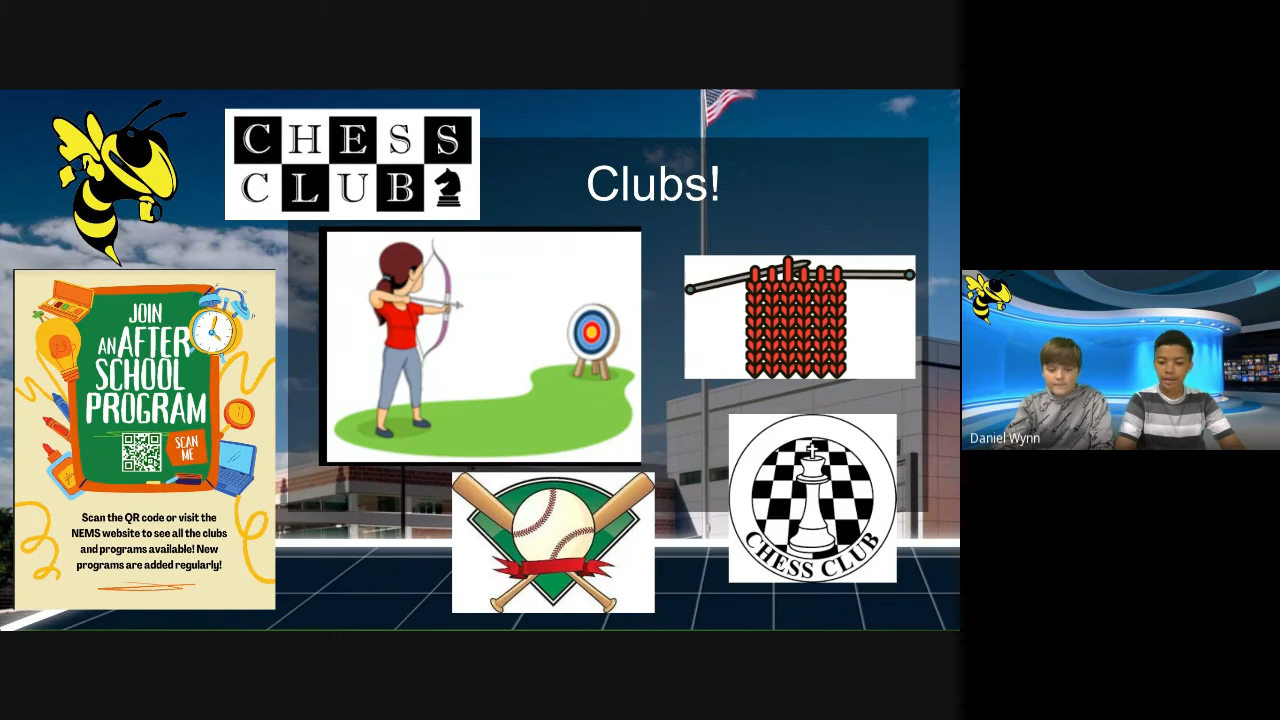 CHESS
CLUB
Clubs!
JOIN
AN AFTER
SCHOOL
PROGRAM
SCAN
ME
Scan the QR code or visit the
NEMS website to see all the clubs
and programs available! New
programs are added regularly!
CHESS CLUB
Daniel Wynn